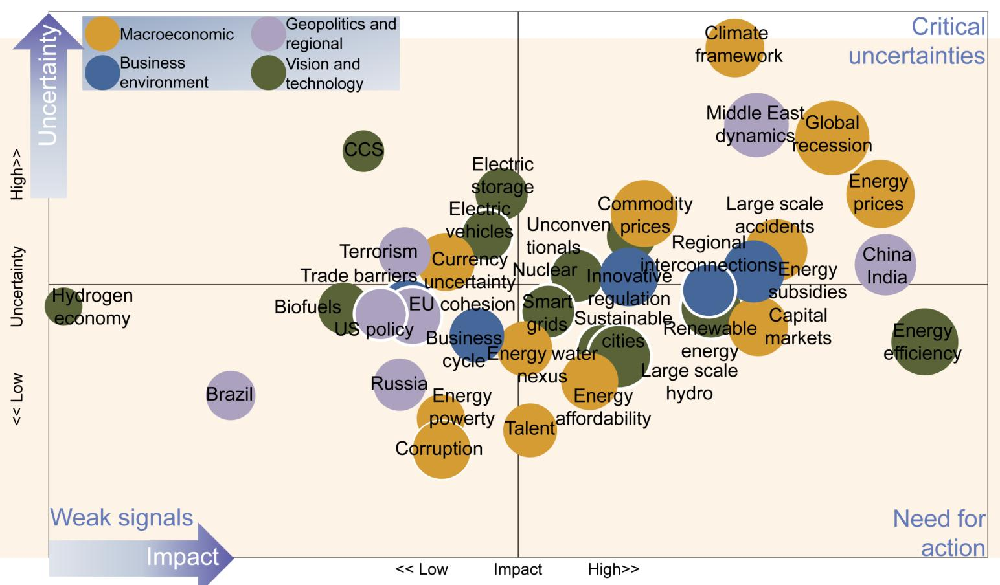 Uncertainty
Macroeconomic
Geopolitics and
regional
Business
environment
Vision and
technology
Critical
uncertainties
Climate
framework
Middle East
dynamics
Global
recession
CCS
Electric
storage
Energy
prices
Electric
vehicles
Commodity
prices
Large scale
accidents
Unconven
tionals
Terrorism
Regional
interconnections
China
India
Currency
uncertainty
Nuclear
Innovative
regulation
Energy
subsidies
Trade barriers
Hydrogen
economy
Biofuels
EU cohesion
Smart
grids
US policy
Sustainable
cities
Renewable
energy
Capital
markets
Energy
efficiency
Business
cycle
Energy water
nexus
Large scale
hydro
Brazil
Russia
Energy
poverty
Energy
affordability
Talent
Corruption
High>>
Uncertainty
<< Low
Weak signals
Need for
action
Impact
<< Low Impact High>>